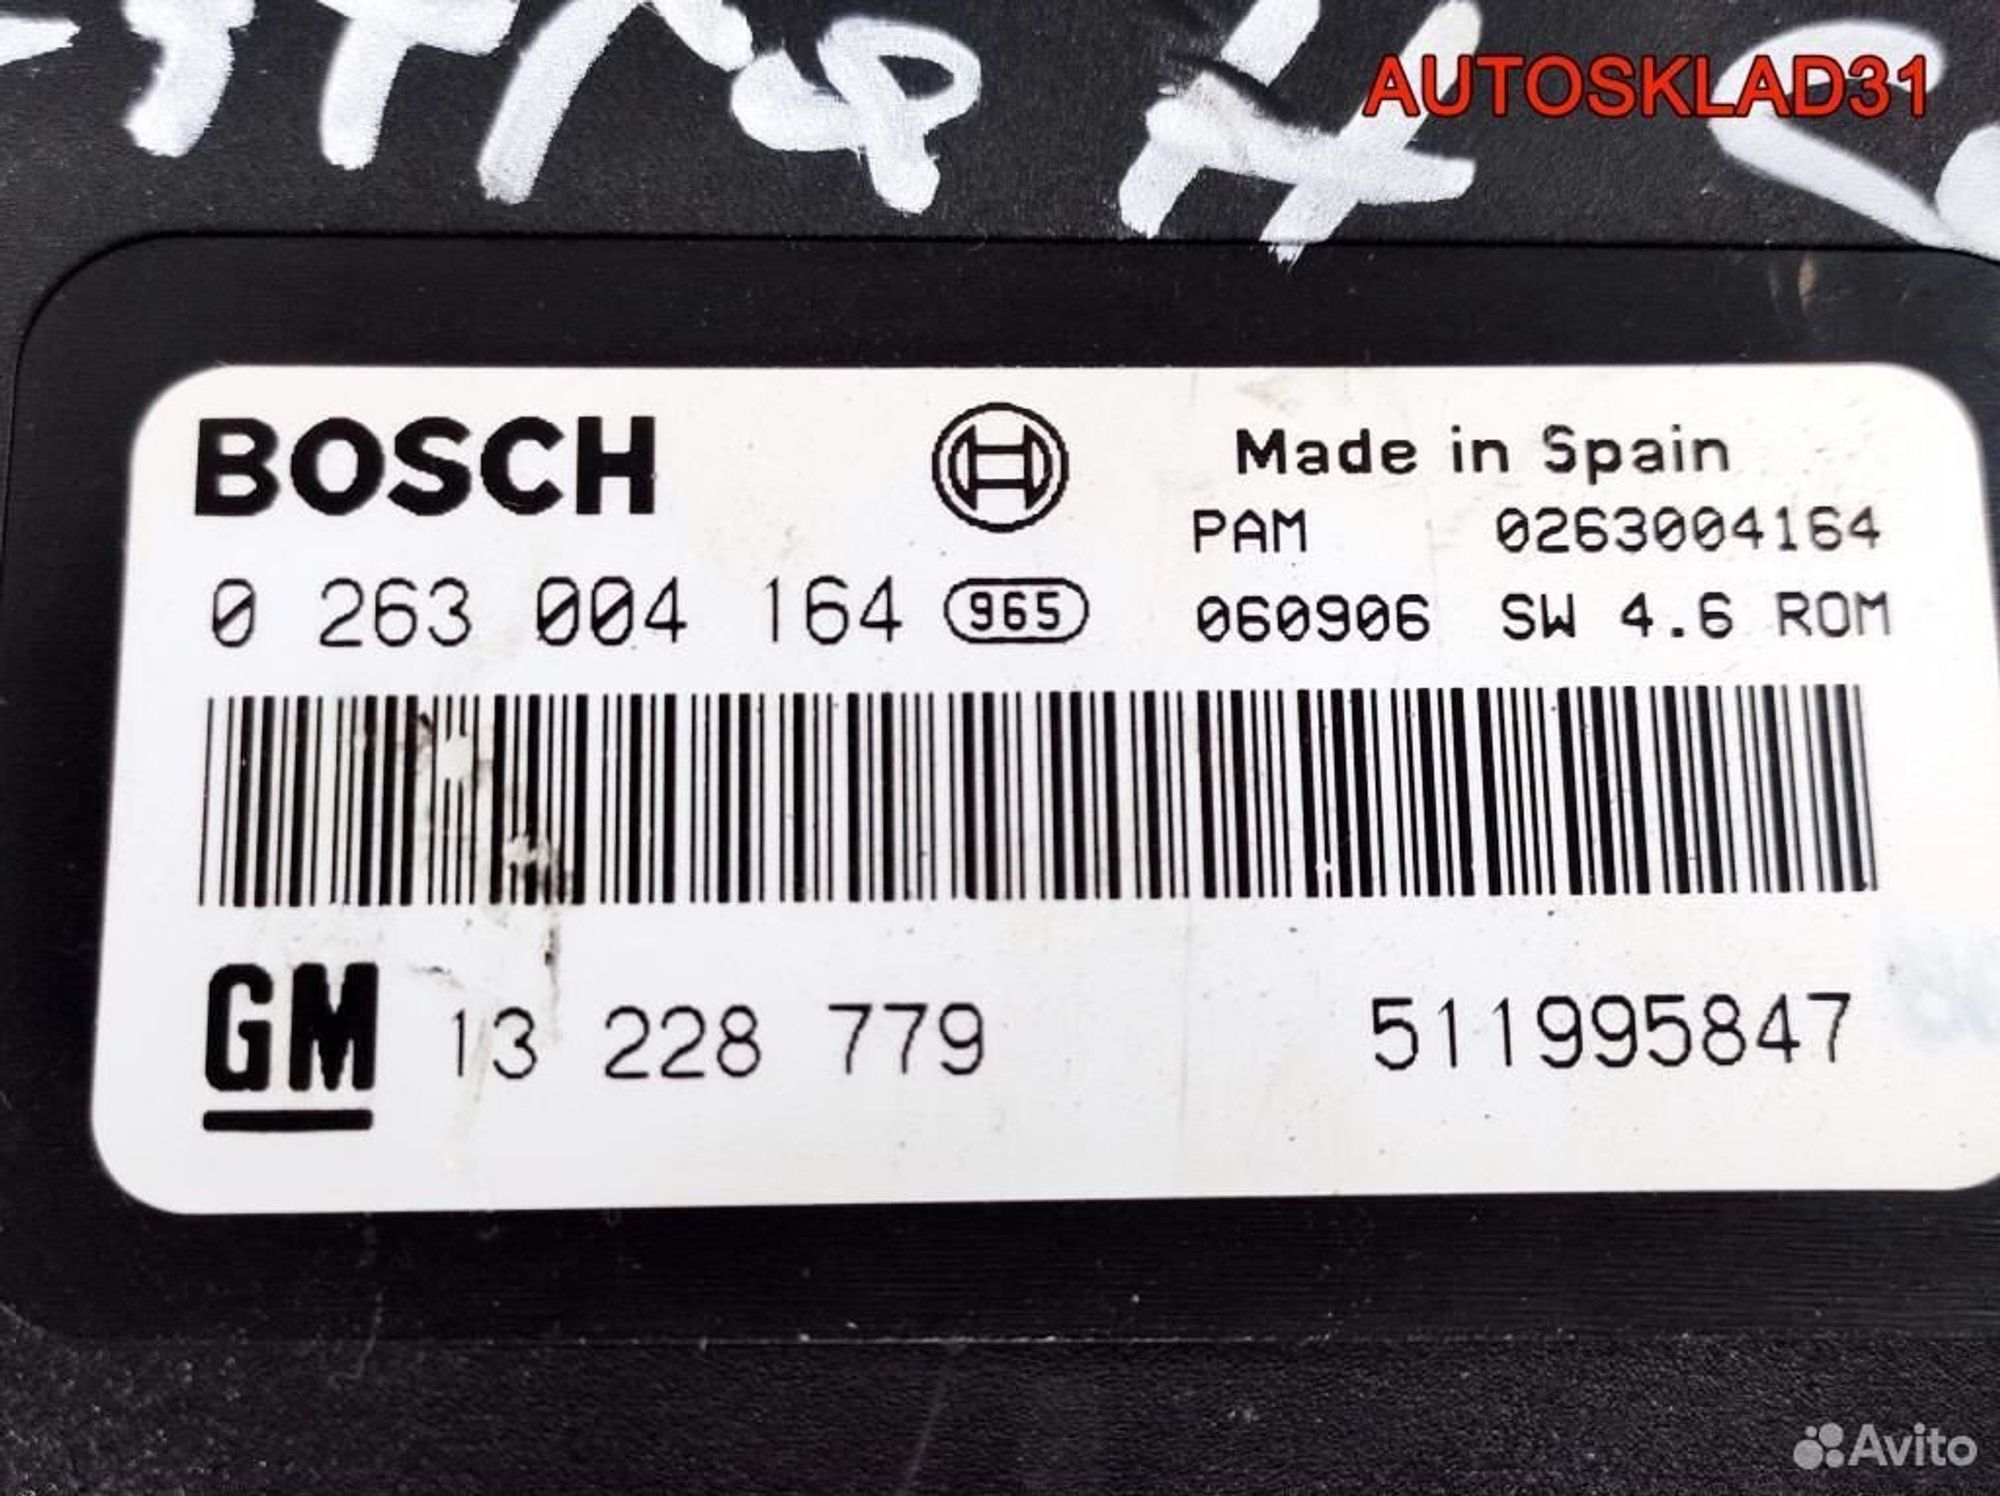 AUTOSKLAD31
BOSCH
Made in Spain
PAM 0263004164
0 263 004 164 965
060906 SW 4.6 ROM
GM 13 228 779 511995847
Avito